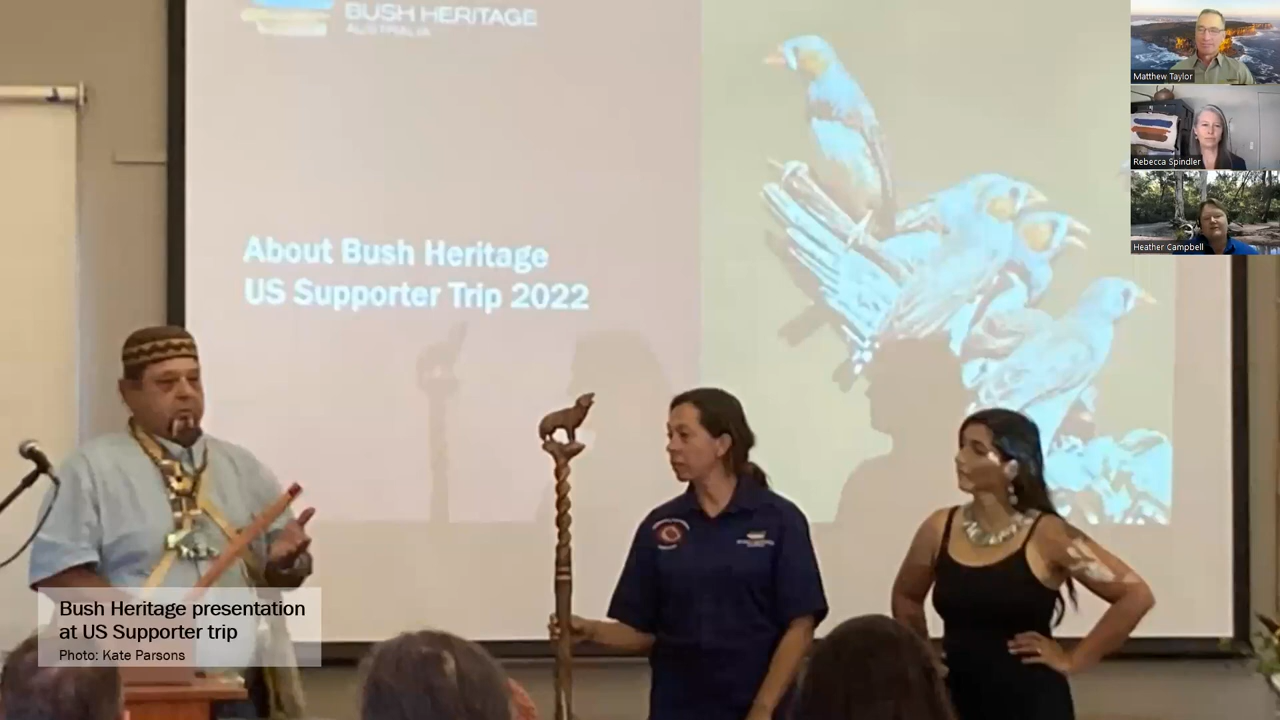 BUSH HERITAGE
AUSTRALIA
About Bush Heritage
US Supporter Trip 2022
Matthew Taylor
Rebecca Spindler
Heather Campbell
Bush Heritage presentation
at US Supporter trip
Photo: Kate Parsons